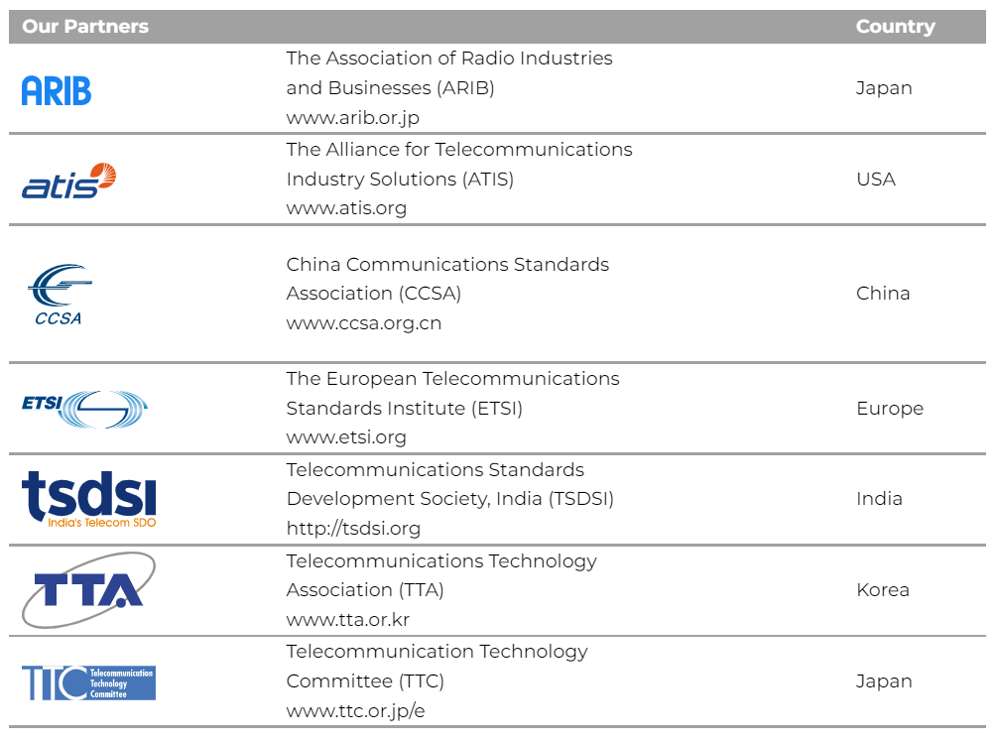 Our Partners Country
ARIB
The Association of Radio Industries
and Businesses (ARIB)
www.arib.or.jp
Japan
atis
The Alliance for Telecommunications
Industry Solutions (ATIS)
www.atis.org
USA
CCSA
China Communications Standards
Association (CCSA)
www.ccsa.org.cn
China
ETSI
The European Telecommunications
Standards Institute (ETSI)
www.etsi.org
Europe
tsdsi
India's Telecom SDO
Telecommunications Standards
Development Society, India (TSDSI)
http://tsdsi.org
India
TTA
Telecommunications Technology
Association (TTA)
www.tta.or.kr
Korea
TTC
Telecommunication
Technology
Committee
Telecommunication Technology
Committee (TTC)
www.ttc.or.jp/e
Japan